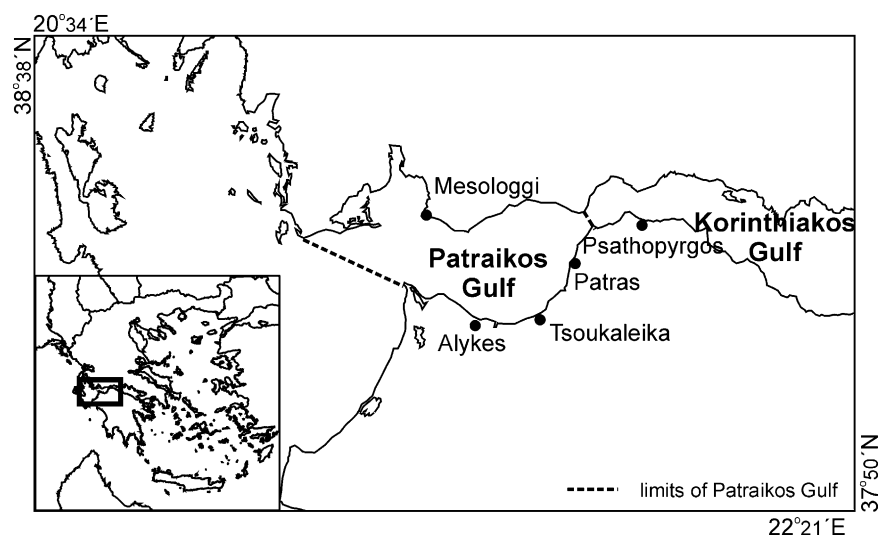 20°34´E
38°38´N
Mesologgi
Korinthiakos
Gulf
Psathopyrgos
Patraikos
Gulf
Patras
Tsoukaleika
Alykes
limits of Patraikos Gulf
37°50´N
22°21´E